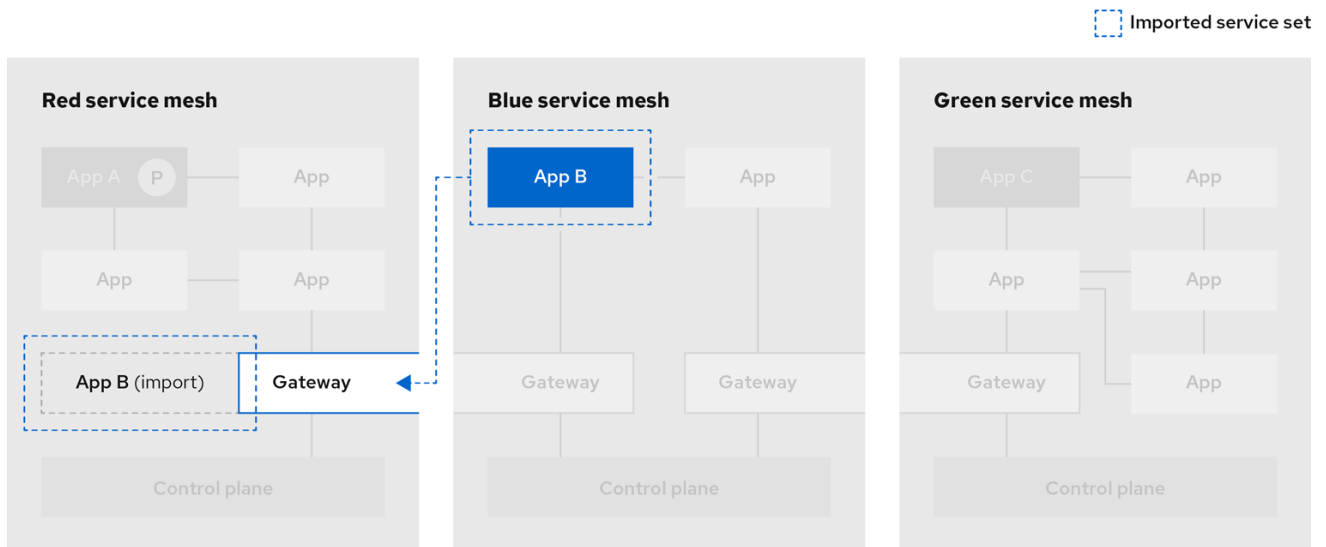 Imported service set
Red service mesh
App A
P
App
App
App
App B (import)
Gateway
Control plane
Blue service mesh
App B
App
Gateway
Gateway
Control plane
Green service mesh
App C
App
App
App
Gateway
App
Control plane